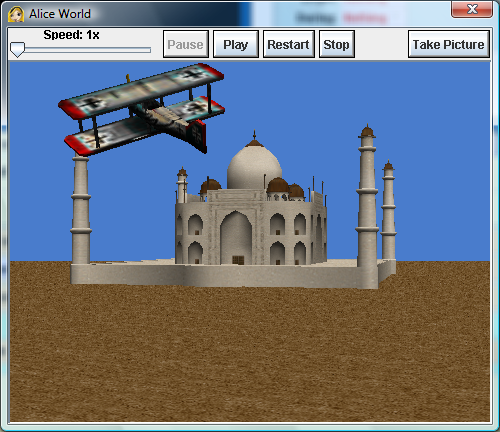 Alice World
Speed: 1x
Pause
Play
Restart
Stop
Take Picture